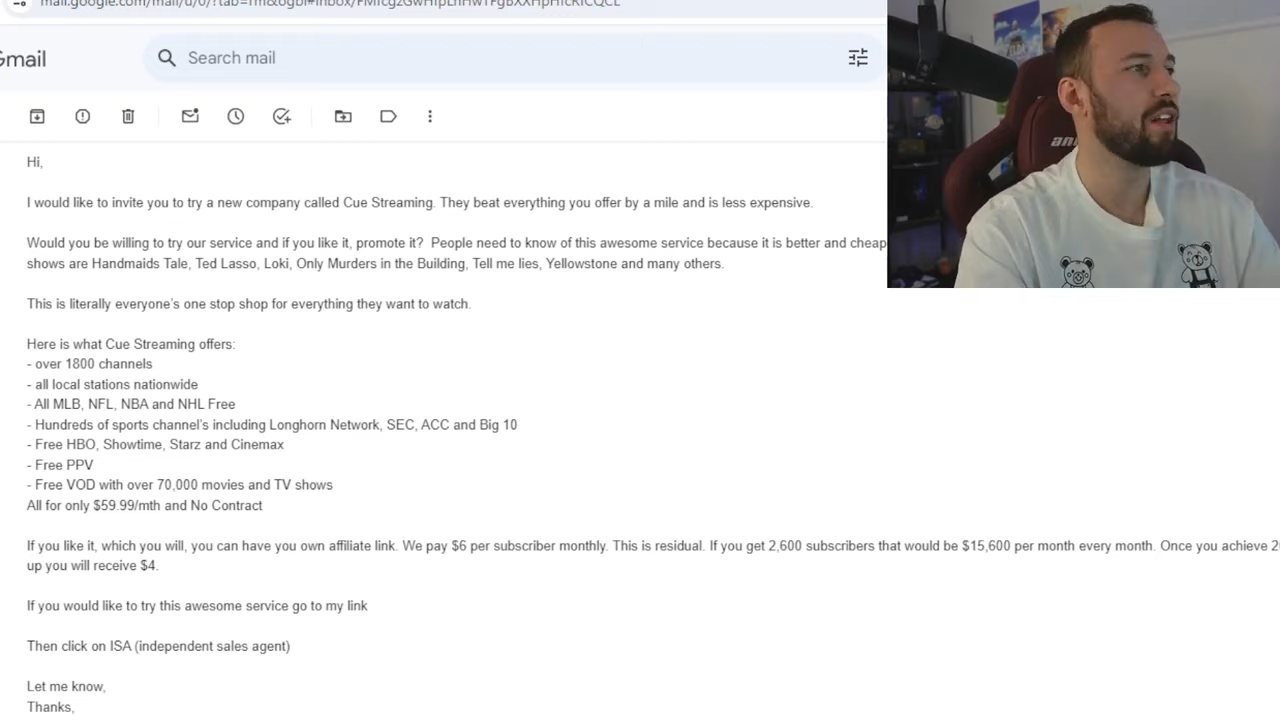 Gmail
Search mail
Hi,
I would like to invite you to try a new company called Cue Streaming. They beat everything you offer by a mile and is less expensive.
Would you be willing to try our service and if you like it, promote it?  People need to know of this awesome service because it is better and cheap
shows are Handmaids Tale, Ted Lasso, Loki, Only Murders in the Building, Tell me lies, Yellowstone and many others.
This is literally everyone's one stop shop for everything they want to watch.
Here is what Cue Streaming offers:
- over 1800 channels
- all local stations nationwide
- All MLB, NFL, NBA and NHL Free
- Hundreds of sports channel's including Longhorn Network, SEC, ACC and Big 10
- Free HBO, Showtime, Starz and Cinemax
- Free PPV
- Free VOD with over 70,000 movies and TV shows
All for only $59.99/mth and No Contract
If you like it, which you will, you can have you own affiliate link. We pay $6 per subscriber monthly. This is residual. If you get 2,600 subscribers that would be $15,600 per month every month. Once you achieve
up you will receive $4.
If you would like to try this awesome service go to my link
Then click on ISA (independent sales agent)
Let me know,
Thanks,